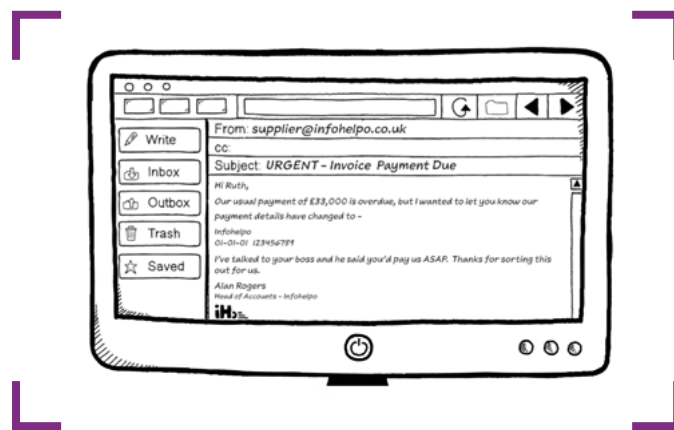 From: supplier@infohelpo.co.uk
cc:
Write
Subject: URGENT - Invoice Payment Due
Inbox
Hi Ruth,
Our usual payment of £33,000 is overdue, but I wanted to let you know our
payment details have changed to -
Outbox
Infohelpo
01-01-01 123456789
Trash
I've talked to your boss and he said you'd pay us ASAP. Thanks for sorting this
out for us.
Saved
Alan Rogers
Head of Accounts - Infohelpo
iH